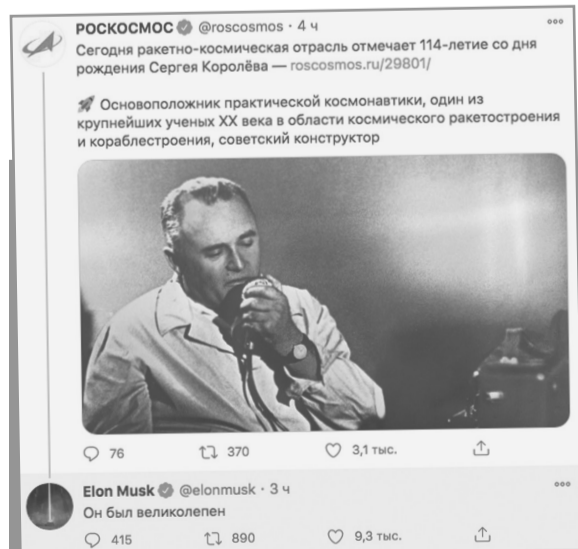 РОСКОСМОС @roscosmos · 4 ч
Сегодня ракетно-космическая отрасль отмечает 114-летие со дня
рождения Сергея Королёва — roscosmos.ru/29801/
🚀 Основоположник практической космонавтики, один из
крупнейших ученых XX века в области космического ракетостроения
и кораблестроения, советский конструктор
76 370 3,1 тыс.
Elon Musk @elonmusk · 3 ч
Он был великолепен
415 890 9,3 тыс.